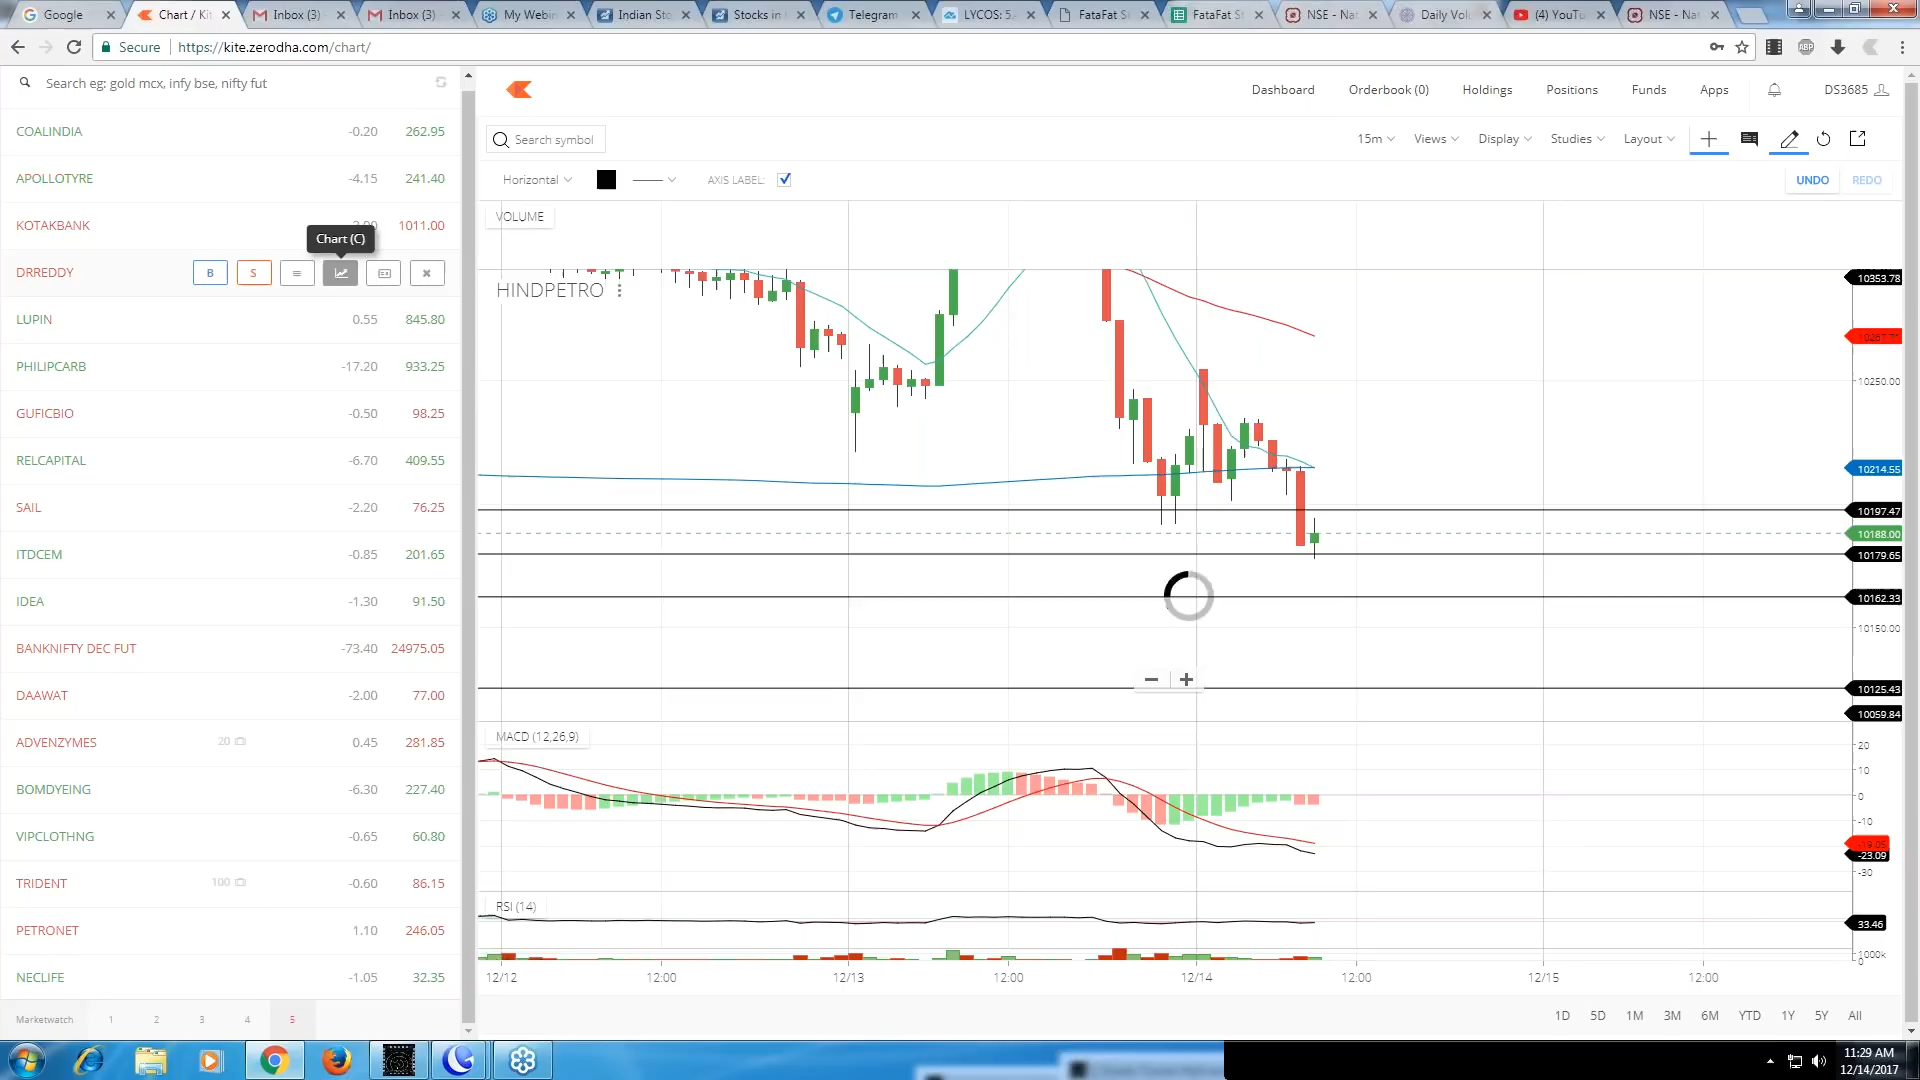 Google
Chart / Kit
Inbox (3)
Inbox (3)
My Webin
Indian Sto
Stocks in
Telegram
LYCOS: 5.
FataFat S
FataFat St
NSE - Nat
Daily Volu
(4) YouTu
NSE - Nat
Secure
https://kite.zerodha.com/chart/
ABP
Search eg: gold mcx, infy bse, nifty fut
COALINDIA -0.20 262.95
APOLLOTYRE -4.15 241.40
KOTAKBANK 1011.00
Chart (C)
DRREDDY B S
LUPIN 0.55 845.80
PHILIPCARB -17.20 933.25
GUFICBIO -0.50 98.25
RELCAPITAL -6.70 409.55
SAIL -2.20 76.25
ITDCEM -0.85 201.65
IDEA -1.30 91.50
BANKNIFTY DEC FUT -73.40 24975.05
DAAWAT -2.00 77.00
ADVENZYMES 20 0.45 281.85
BOMDYEING -6.30 227.40
VIPCLOTHNG -0.65 60.80
TRIDENT 100 -0.60 86.15
PETRONET 1.10 246.05
NECLIFE -1.05 32.35
Marketwatch 1 2 3 4 5
Dashboard Orderbook (0) Holdings Positions Funds Apps DS3685
Search symbol 15m Views Display Studies Layout
Horizontal AXIS LABEL: UNDO REDO
VOLUME
HINDPETRO
10353.78
10250.00
10214.55
10197.47
10188.00
10179.65
10162.33
10150.00
10125.43
10059.84
MACD (12,26,9)
20
10
0
-10
-23.09
-30
RSI (14)
33.46
1000k
0
12/12 12:00 12/13 12:00 12/14 12:00 12/15 12:00
1D 5D 1M 3M 6M YTD 1Y 5Y All
11:29 AM
12/14/2017